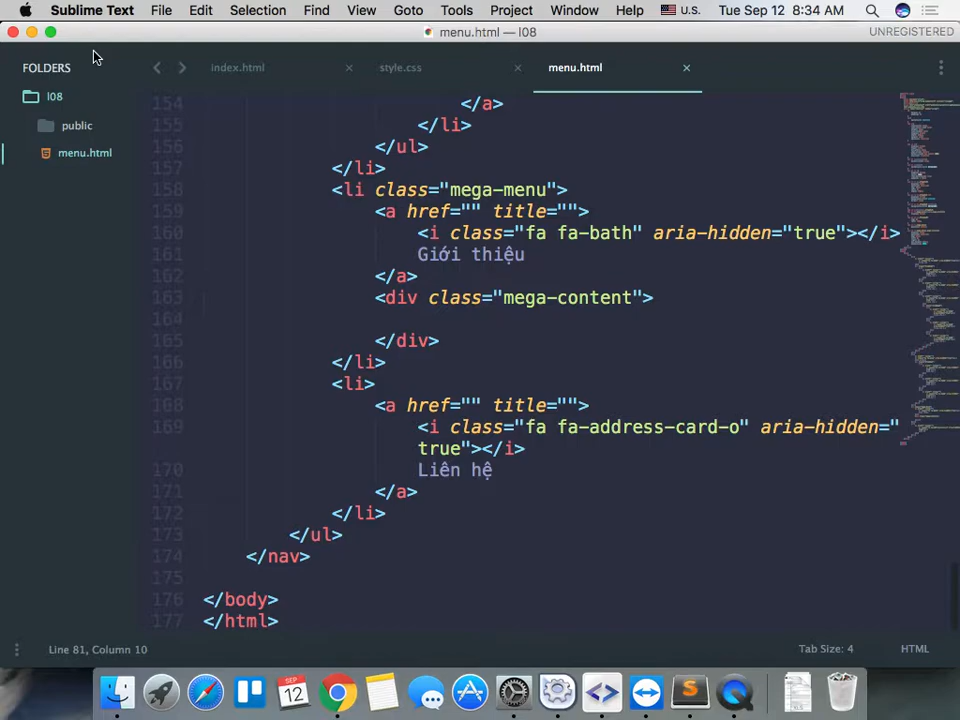 Sublime Text File Edit Selection Find View Goto Tools Project Window Help U.S. Tue Sep 12 8:34 AM
menu.html — l08 UNREGISTERED
FOLDERS
l08
public
menu.html
index.html × style.css × menu.html ×
154 </a>
155 </li>
156 </ul>
157 </li>
158 <li class="mega-menu">
159 <a href="" title="">
160 <i class="fa fa-bath" aria-hidden="true"></i>
161 Giới thiệu
162 </a>
163 <div class="mega-content">
164
165 </div>
166 </li>
167 <li>
168 <a href="" title="">
169 <i class="fa fa-address-card-o" aria-hidden="
true"></i>
170 Liên hệ
171 </a>
172 </li>
173 </ul>
174 </nav>
175
176 </body>
177 </html>
Line 81, Column 10 Tab Size: 4 HTML
SEP
12